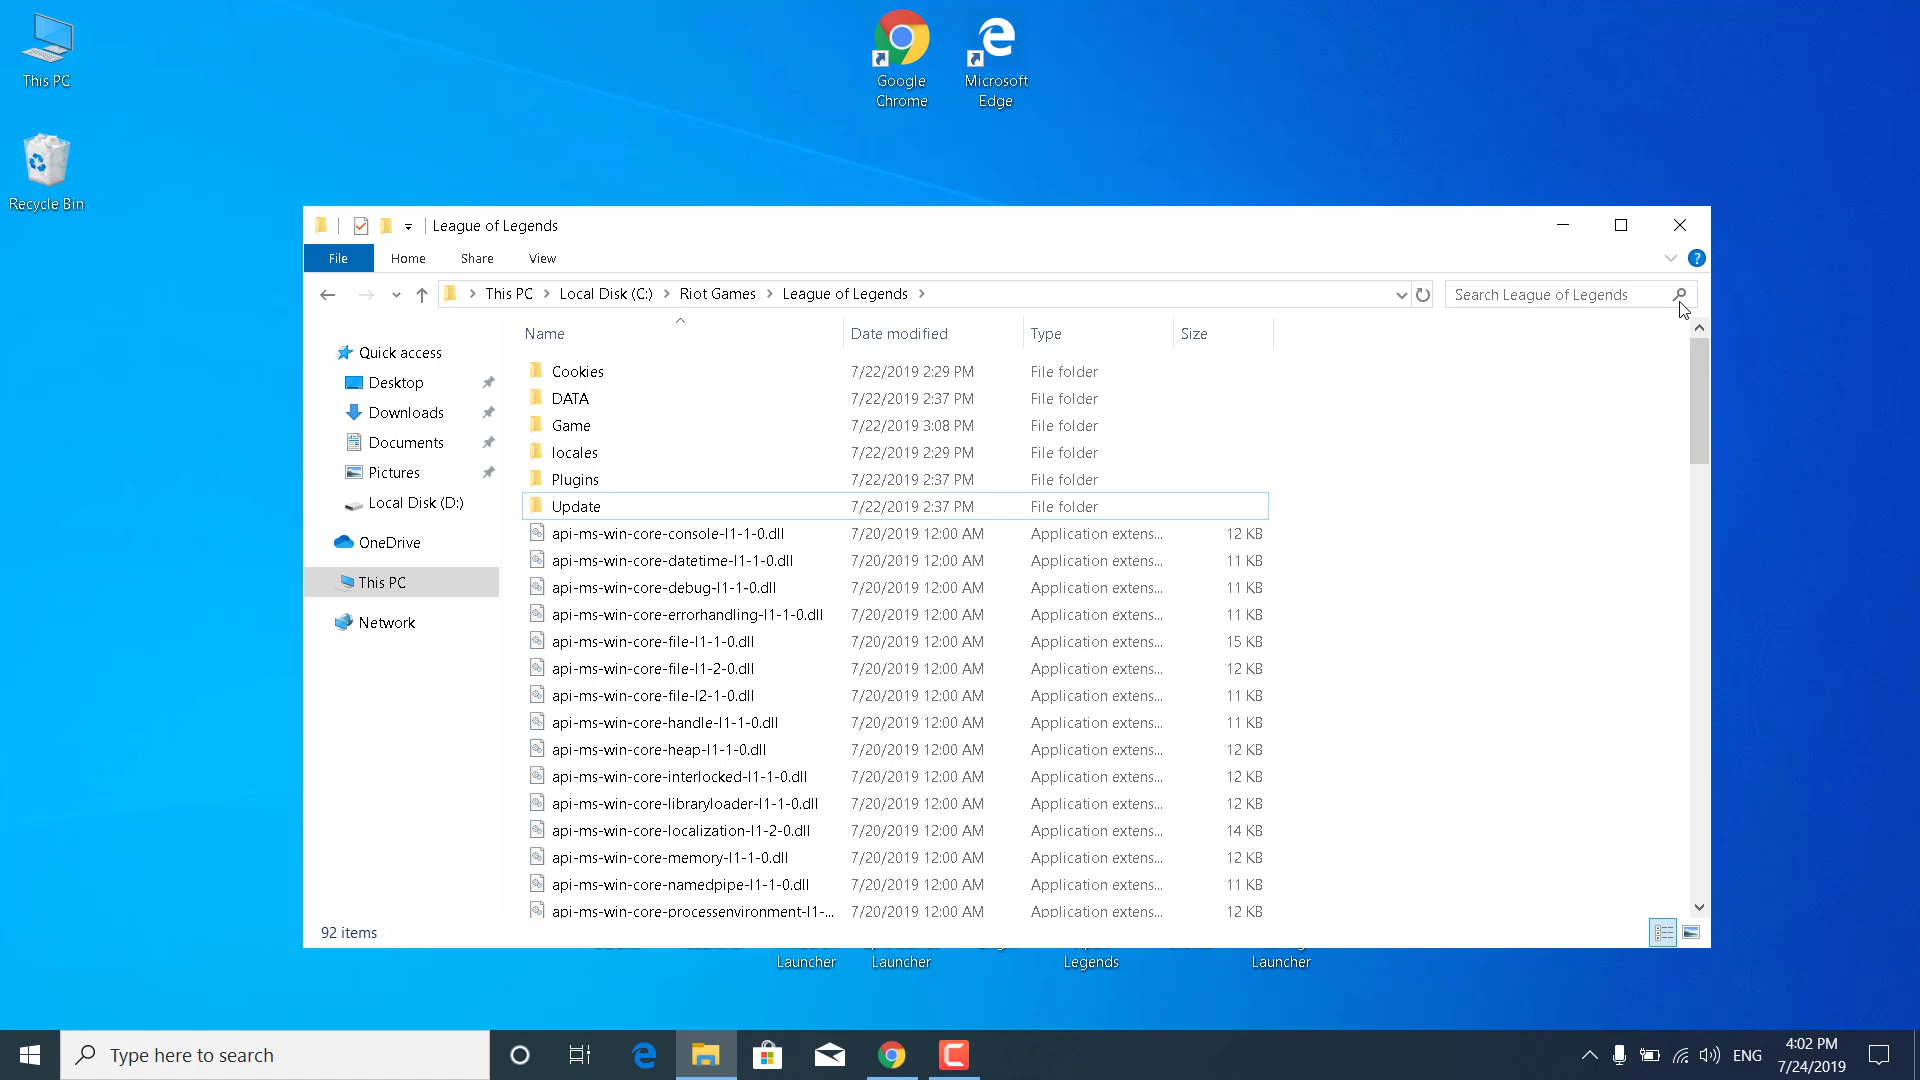 This PC
Recycle Bin
Google
Chrome
Microsoft
Edge
League of Legends
File
Home
Share
View
?
This PC
Local Disk (C:)
Riot Games
League of Legends
Search League of Legends
Quick access
Desktop
Downloads
Documents
Pictures
Local Disk (D:)
OneDrive
This PC
Network
Name Date modified Type Size
Cookies 7/22/2019 2:29 PM File folder
DATA 7/22/2019 2:37 PM File folder
Game 7/22/2019 3:08 PM File folder
locales 7/22/2019 2:29 PM File folder
Plugins 7/22/2019 2:37 PM File folder
Update 7/22/2019 2:37 PM File folder
api-ms-win-core-console-l1-1-0.dll 7/20/2019 12:00 AM Application extens... 12 KB
api-ms-win-core-datetime-l1-1-0.dll 7/20/2019 12:00 AM Application extens... 11 KB
api-ms-win-core-debug-l1-1-0.dll 7/20/2019 12:00 AM Application extens... 11 KB
api-ms-win-core-errorhandling-l1-1-0.dll 7/20/2019 12:00 AM Application extens... 11 KB
api-ms-win-core-file-l1-1-0.dll 7/20/2019 12:00 AM Application extens... 15 KB
api-ms-win-core-file-l1-2-0.dll 7/20/2019 12:00 AM Application extens... 12 KB
api-ms-win-core-file-l2-1-0.dll 7/20/2019 12:00 AM Application extens... 11 KB
api-ms-win-core-handle-l1-1-0.dll 7/20/2019 12:00 AM Application extens... 11 KB
api-ms-win-core-heap-l1-1-0.dll 7/20/2019 12:00 AM Application extens... 12 KB
api-ms-win-core-interlocked-l1-1-0.dll 7/20/2019 12:00 AM Application extens... 12 KB
api-ms-win-core-libraryloader-l1-1-0.dll 7/20/2019 12:00 AM Application extens... 12 KB
api-ms-win-core-localization-l1-2-0.dll 7/20/2019 12:00 AM Application extens... 14 KB
api-ms-win-core-memory-l1-1-0.dll 7/20/2019 12:00 AM Application extens... 12 KB
api-ms-win-core-namedpipe-l1-1-0.dll 7/20/2019 12:00 AM Application extens... 11 KB
api-ms-win-core-processenvironment-l1-... 7/20/2019 12:00 AM Application extens... 12 KB
92 items
Launcher
Launcher
Legends
Launcher
Type here to search
ENG
4:02 PM
7/24/2019